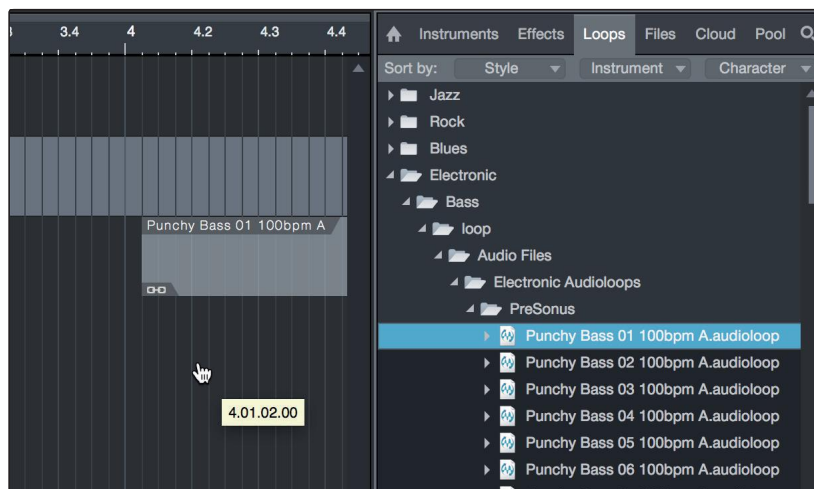 3.4 4 4.2 4.3 4.4
Instruments Effects Loops Files Cloud Pool
Sort by: Style Instrument Character
Jazz
Rock
Blues
Electronic
Bass
loop
Audio Files
Electronic Audioloops
PreSonus
Punchy Bass 01 100bpm A.audioloop
Punchy Bass 02 100bpm A.audioloop
Punchy Bass 03 100bpm A.audioloop
Punchy Bass 04 100bpm A.audioloop
Punchy Bass 05 100bpm A.audioloop
Punchy Bass 06 100bpm A.audioloop
Punchy Bass 01 100bpm A
4.01.02.00